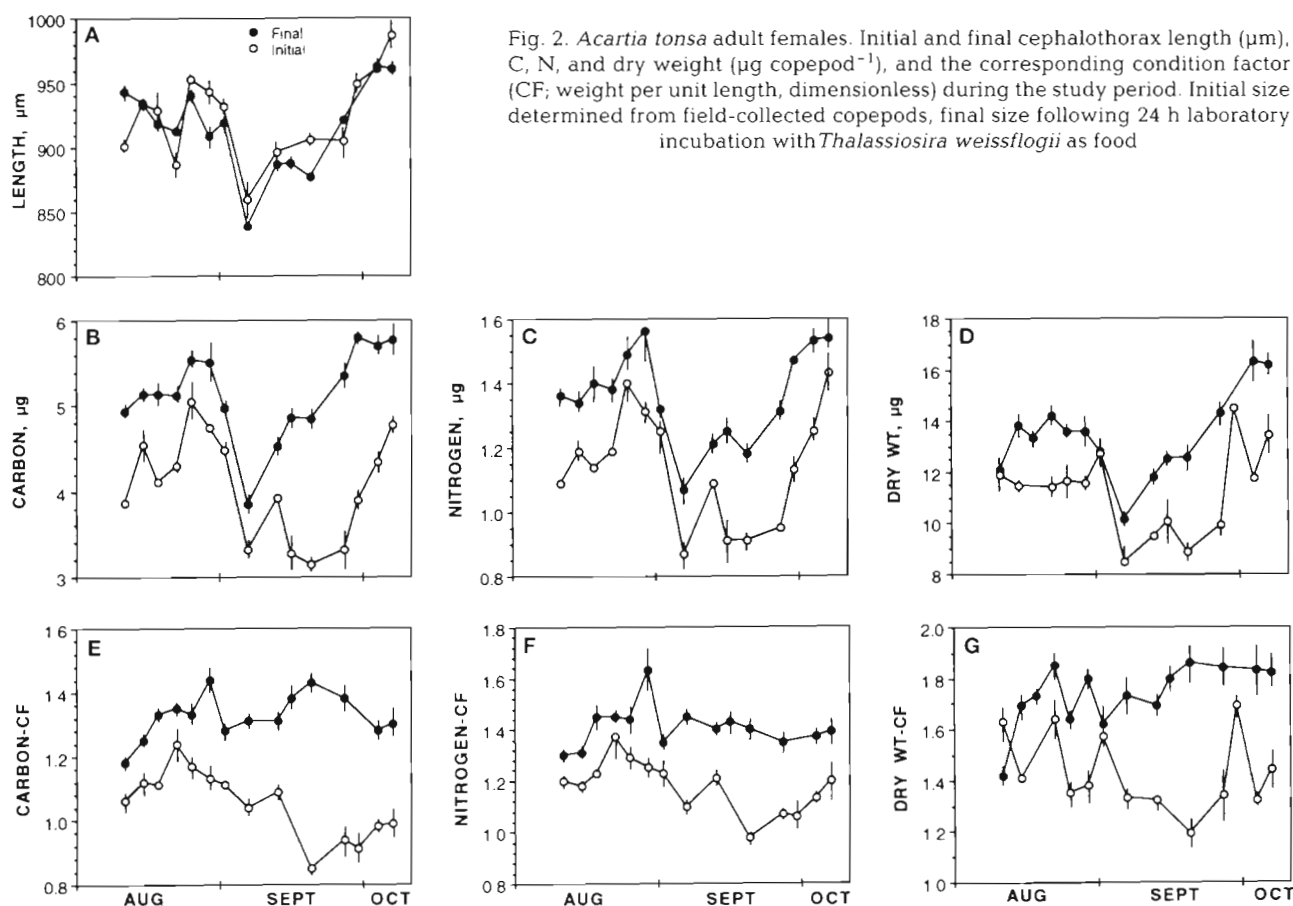 1000
950
900
850
800
LENGTH, µm
A
Final
Initial
Fig. 2. Acartia tonsa adult females. Initial and final cephalothorax length (µm),
C, N, and dry weight (µg copepod⁻¹), and the corresponding condition factor
(CF; weight per unit length, dimensionless) during the study period. Initial size
determined from field-collected copepods, final size following 24 h laboratory
incubation with Thalassiosira weissflogii as food
6
5
4
3
CARBON, µg
B
1.6
1.4
1.2
1.0
0.8
NITROGEN, µg
C
18
16
14
12
10
8
DRY WT, µg
D
1.6
1.4
1.2
1.0
0.8
CARBON-CF
E
AUG SEPT OCT
1.8
1.6
1.4
1.2
1.0
0.8
NITROGEN-CF
F
AUG SEPT OCT
2.0
1.8
1.6
1.4
1.2
1.0
DRY WT-CF
G
AUG SEPT OCT